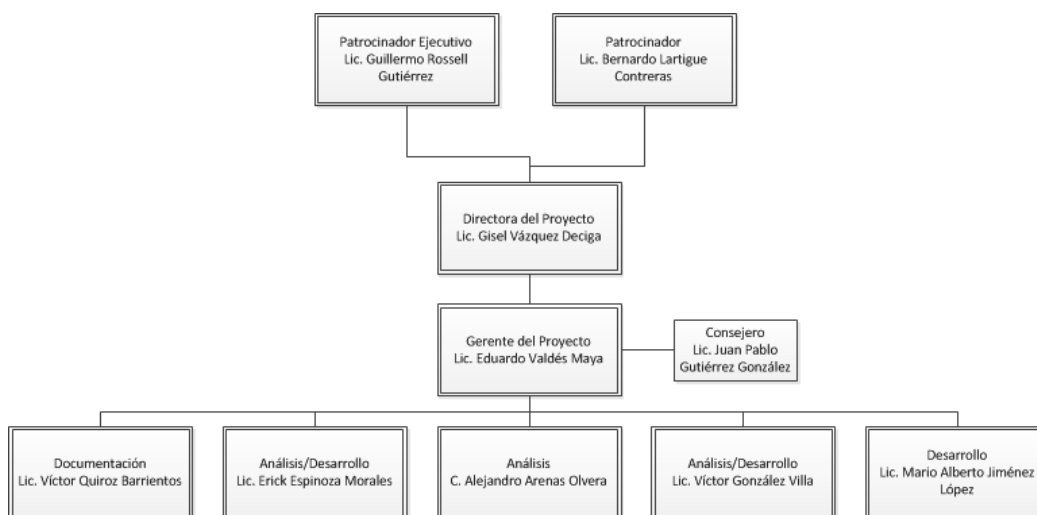 Patrocinador Ejecutivo
Lic. Guillermo Rossell
Gutiérrez
Patrocinador
Lic. Bernardo Lartigue
Contreras
Directora del Proyecto
Lic. Gisel Vázquez Deciga
Gerente del Proyecto
Lic. Eduardo Valdés Maya
Consejero
Lic. Juan Pablo
Gutiérrez González
Documentación
Lic. Víctor Quiroz Barrientos
Análisis/Desarrollo
Lic. Erick Espinoza Morales
Análisis
C. Alejandro Arenas Olvera
Análisis/Desarrollo
Lic. Víctor González Villa
Desarrollo
Lic. Mario Alberto Jiménez
López